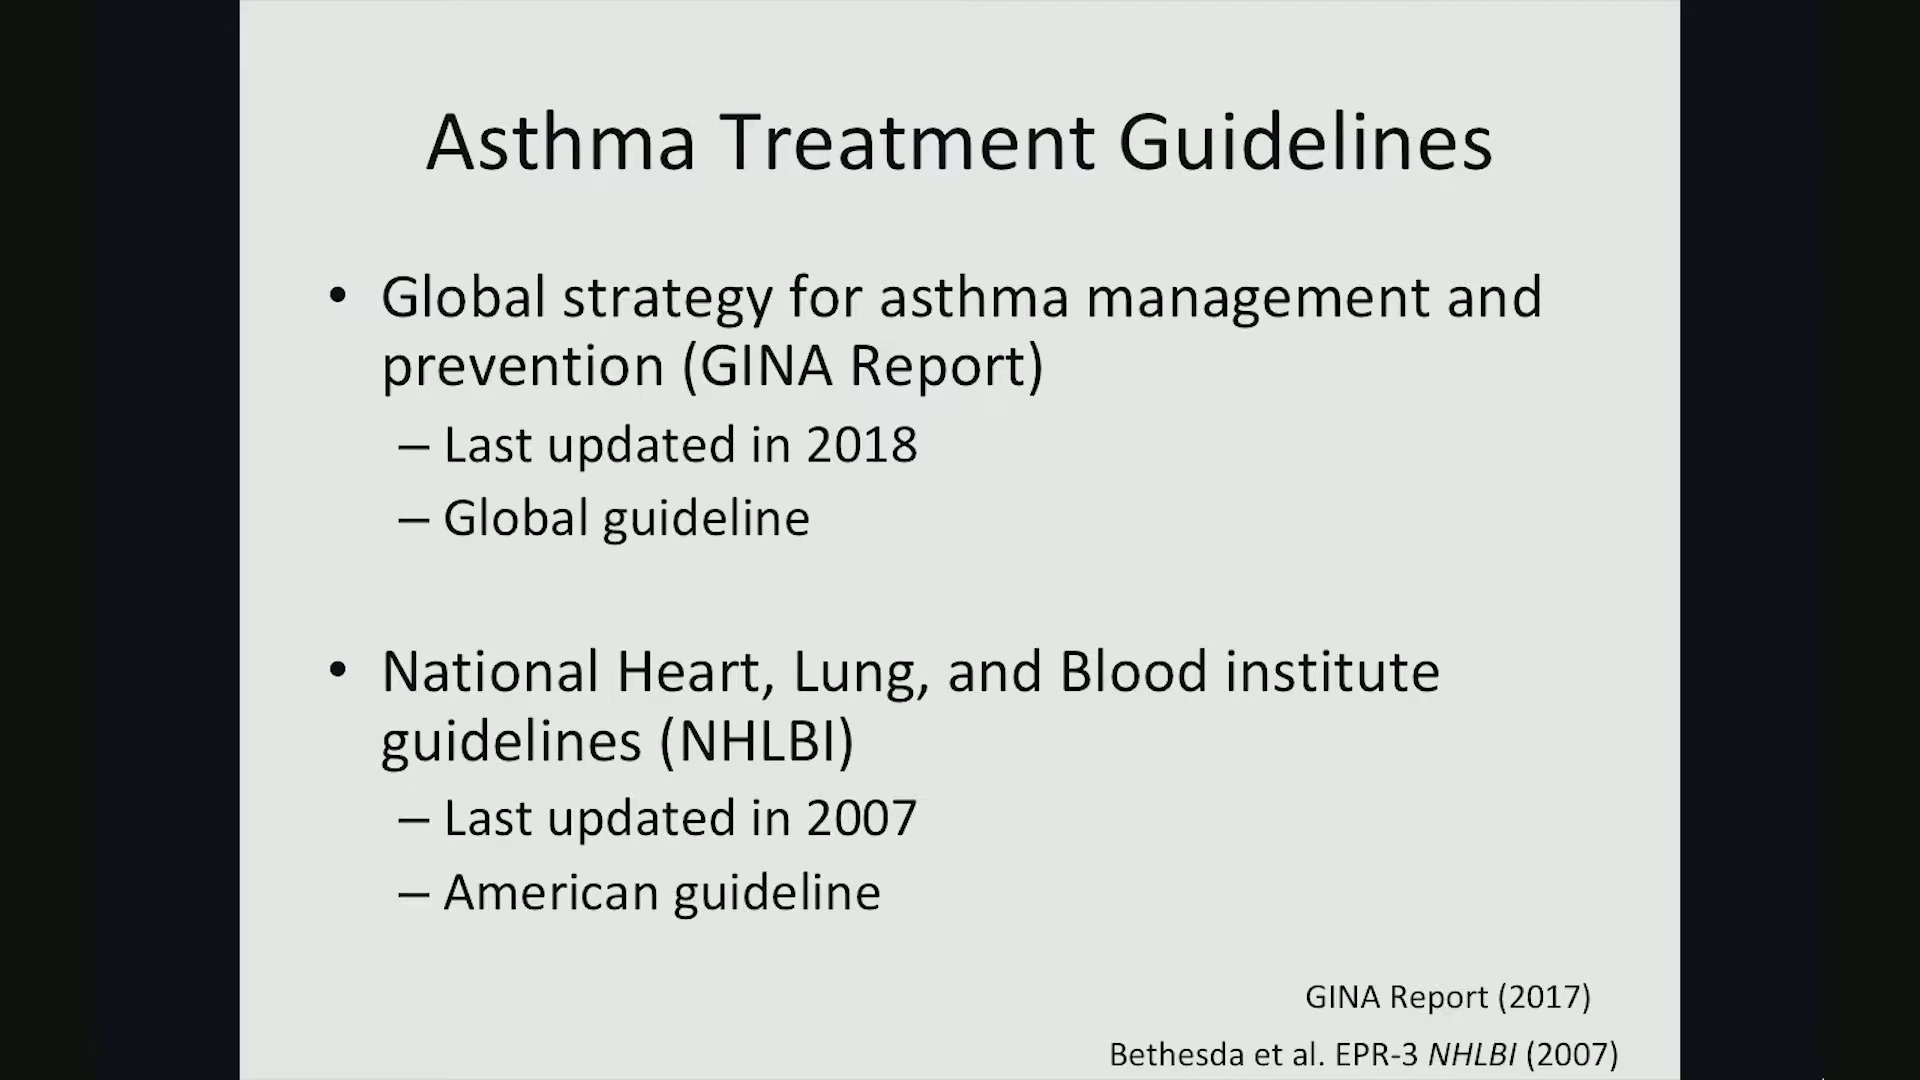 Asthma Treatment Guidelines
• Global strategy for asthma management and
prevention (GINA Report)
– Last updated in 2018
– Global guideline
• National Heart, Lung, and Blood institute
guidelines (NHLBI)
– Last updated in 2007
– American guideline
GINA Report (2017)
Bethesda et al. EPR-3 NHLBI (2007)